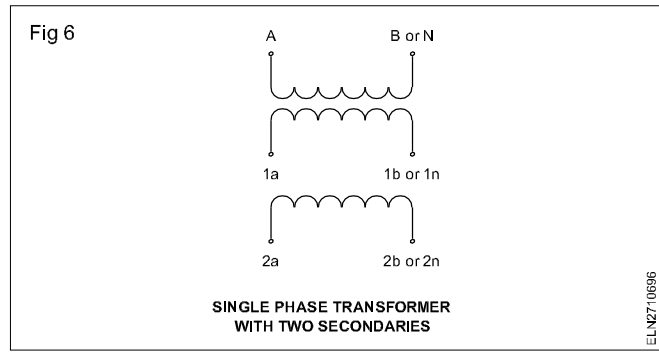 Fig 6
A B or N
1a 1b or 1n
2a 2b or 2n
SINGLE PHASE TRANSFORMER
WITH TWO SECONDARIES
ELN2710696